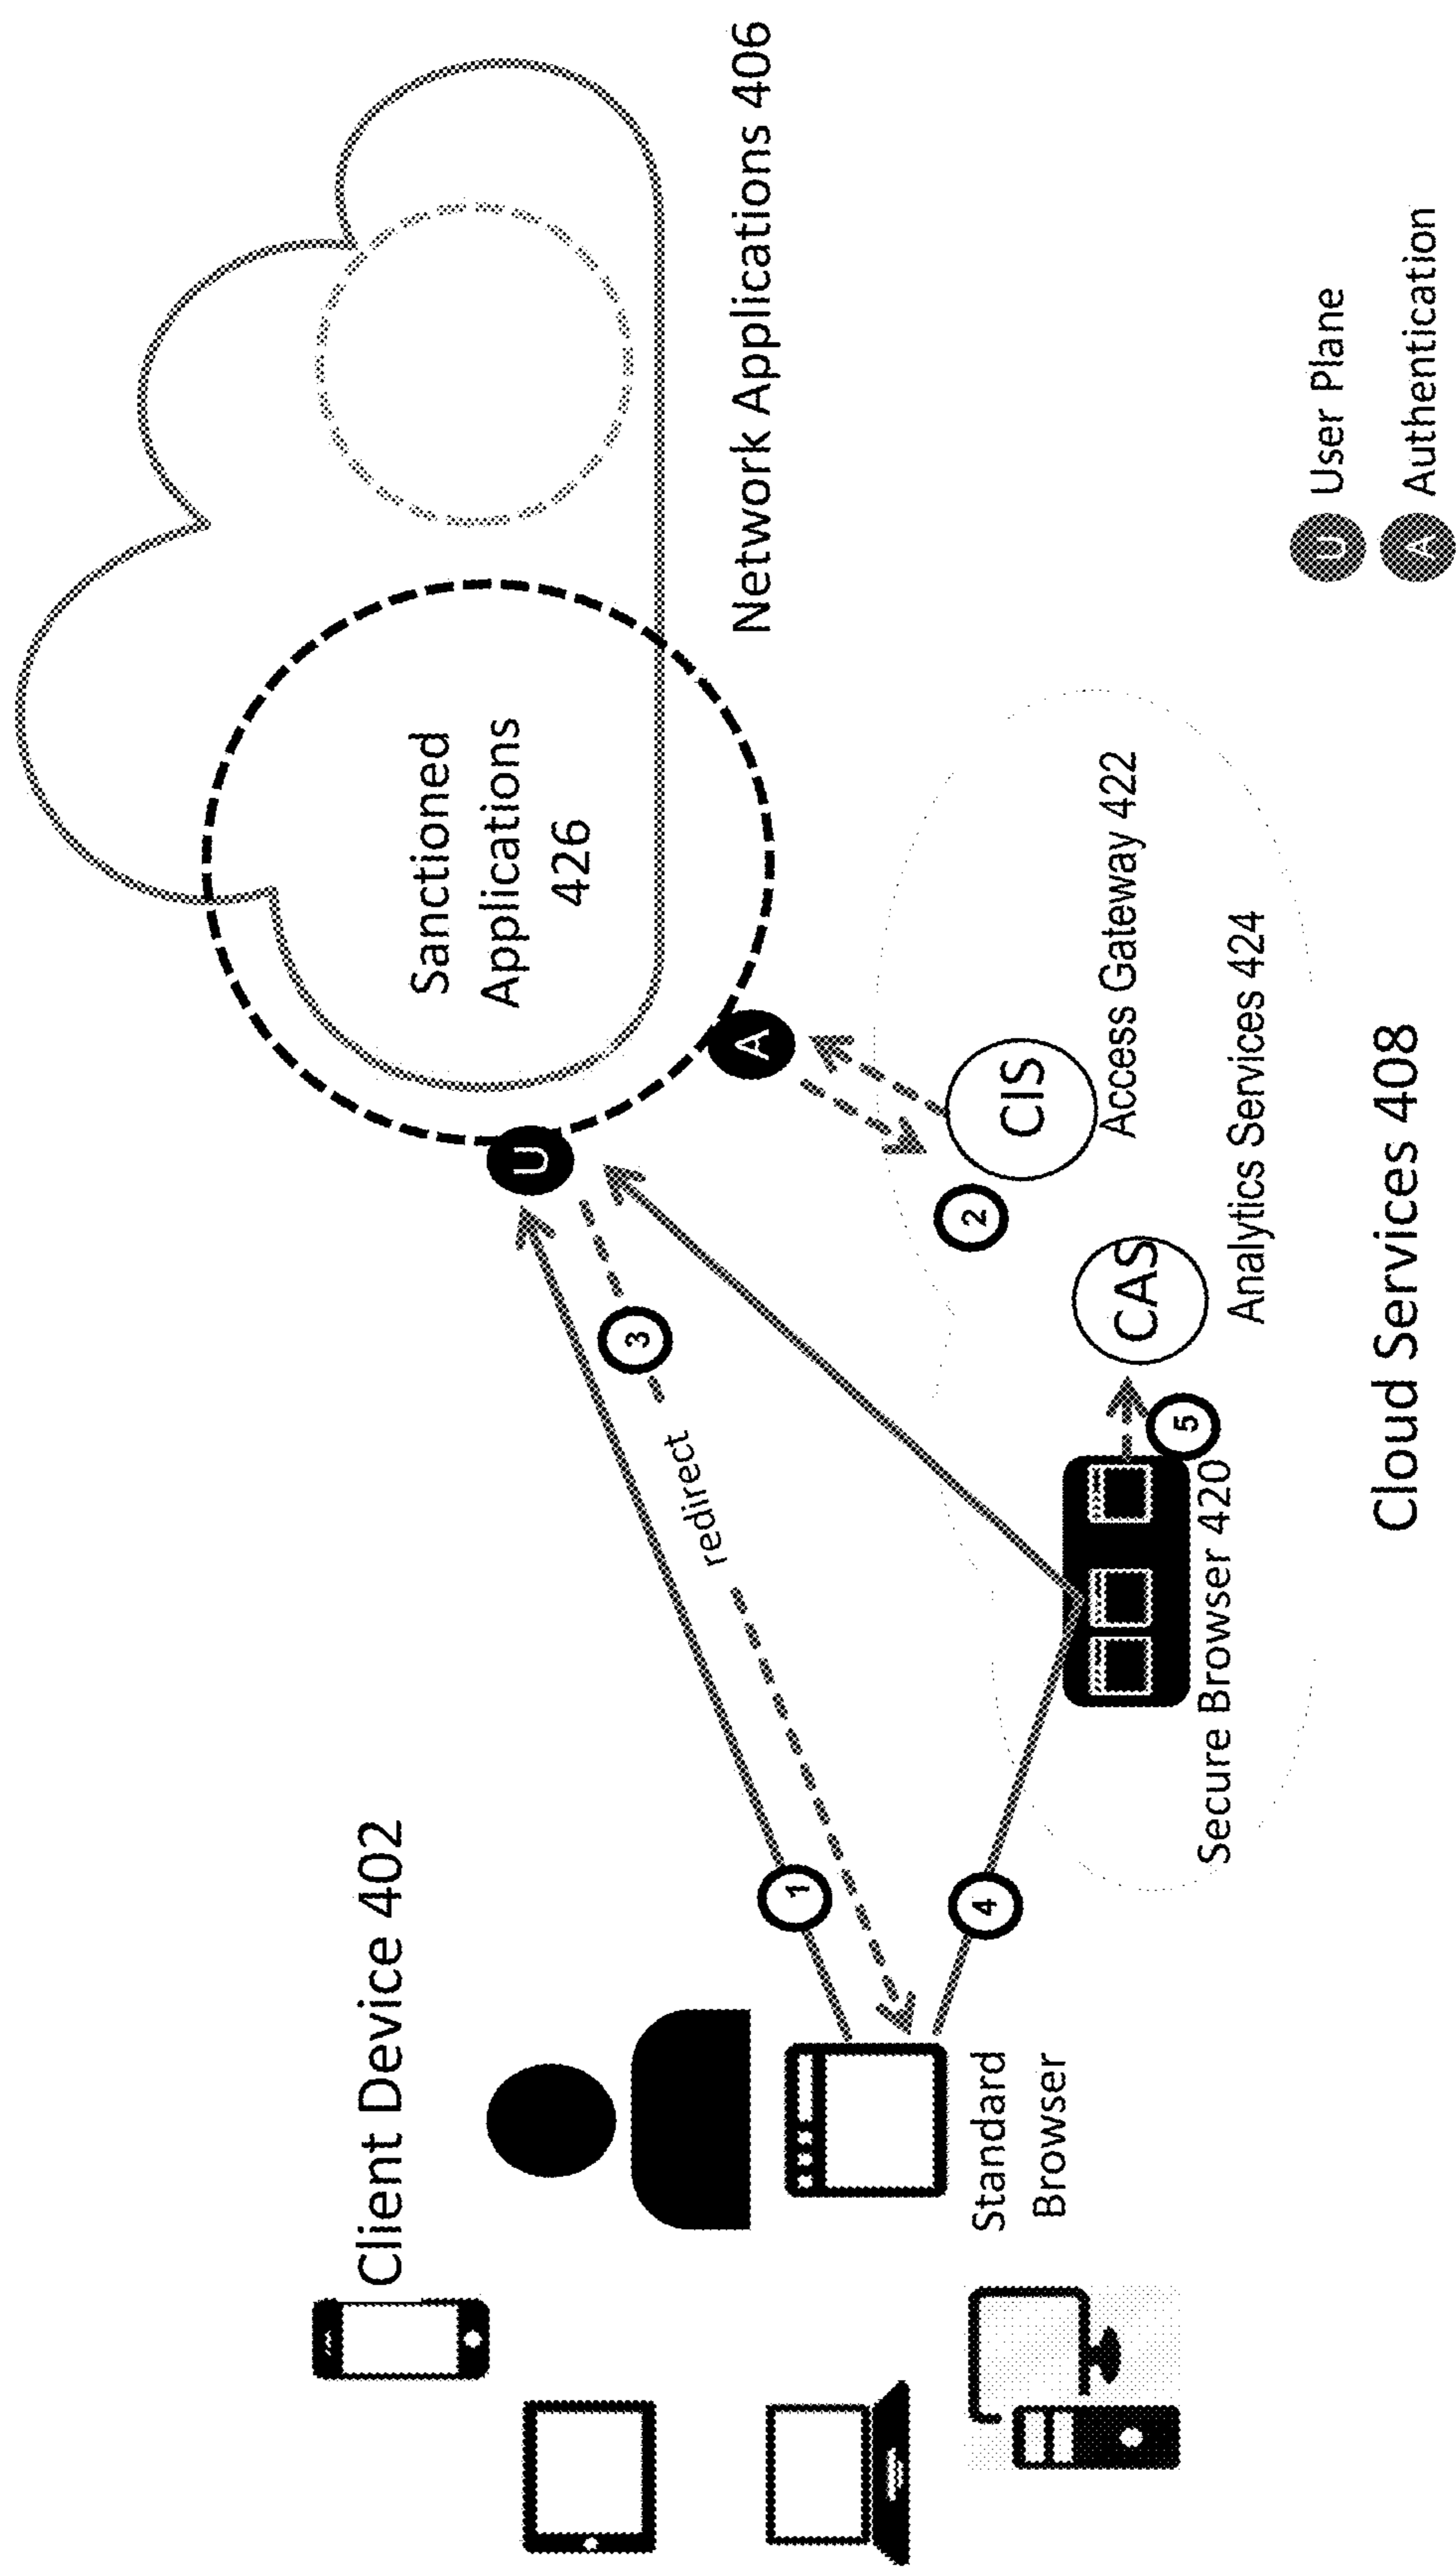 Client Device 402
Standard
Browser
1
redirect
3
4
U
Sanctioned
Applications
426
A
Network Applications 406
2
CIS
Access Gateway 422
CAS
Analytics Services 424
5
Secure Browser 420
Cloud Services 408
U User Plane
A Authentication